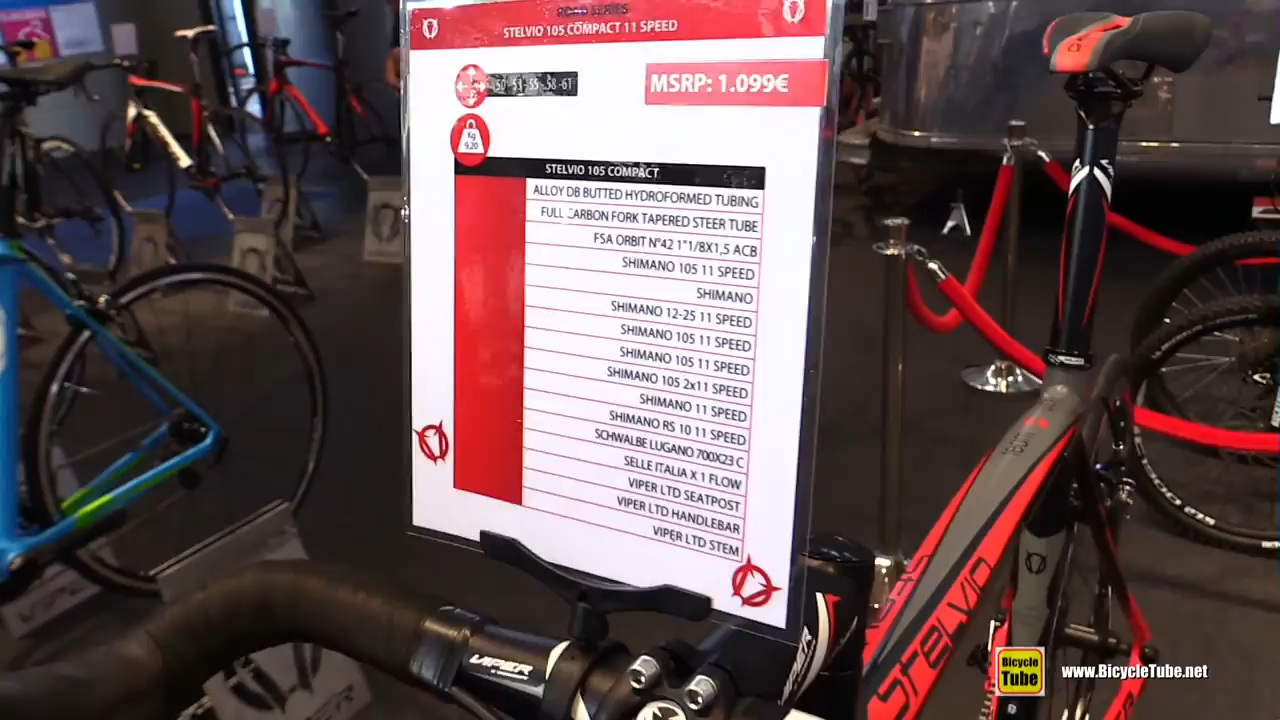 ROAD SERIES
STELVIO 105 COMPACT 11 SPEED
50-53-55-58-61
MSRP: 1.099€
Kg
9.20
STELVIO 105 COMPACT
ALLOY DB BUTTED HYDROFORMED TUBING
FULL CARBON FORK TAPERED STEER TUBE
FSA ORBIT N°42 1"1/8X1,5 ACB
SHIMANO 105 11 SPEED
SHIMANO
SHIMANO 12-25 11 SPEED
SHIMANO 105 11 SPEED
SHIMANO 105 11 SPEED
SHIMANO 105 2x11 SPEED
SHIMANO 11 SPEED
SHIMANO RS 10 11 SPEED
SCHWALBE LUGANO 700X23 C
SELLE ITALIA X 1 FLOW
VIPER LTD SEATPOST
VIPER LTD HANDLEBAR
VIPER LTD STEM
VIPER
STELVIO
Bicycle
Tube
www.BicycleTube.net